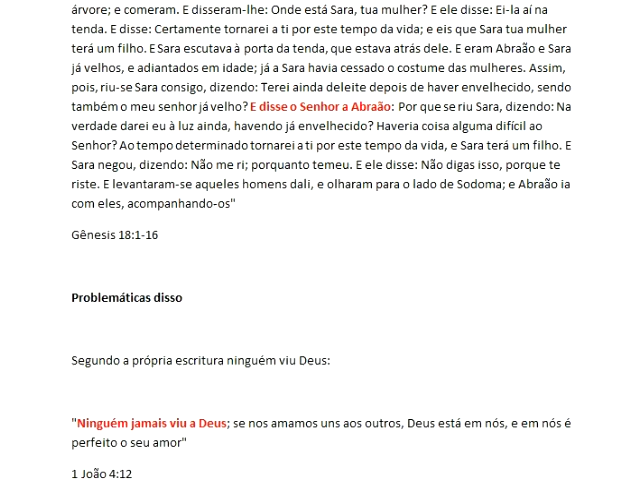 árvore; e comeram. E disseram-lhe: Onde está Sara, tua mulher? E ele disse: Ei-la aí na
tenda. E disse: Certamente tornarei a ti por este tempo da vida; e eis que Sara tua mulher
terá um filho. E Sara escutava à porta da tenda, que estava atrás dele. E eram Abraão e Sara
já velhos, e adiantados em idade; já a Sara havia cessado o costume das mulheres. Assim,
pois, riu-se Sara consigo, dizendo: Terei ainda deleite depois de haver envelhecido, sendo
também o meu senhor já velho? E disse o Senhor a Abraão: Por que se riu Sara, dizendo: Na
verdade darei eu à luz ainda, havendo já envelhecido? Haveria coisa alguma difícil ao
Senhor? Ao tempo determinado tornarei a ti por este tempo da vida, e Sara terá um filho. E
Sara negou, dizendo: Não me ri; porquanto temeu. E ele disse: Não digas isso, porque te
riste. E levantaram-se aqueles homens dali, e olharam para o lado de Sodoma; e Abraão ia
com eles, acompanhando-os"
Gênesis 18:1-16
Problemáticas disso
Segundo a própria escritura ninguém viu Deus:
"Ninguém jamais viu a Deus; se nos amamos uns aos outros, Deus está em nós, e em nós é
perfeito o seu amor"
1 João 4:12